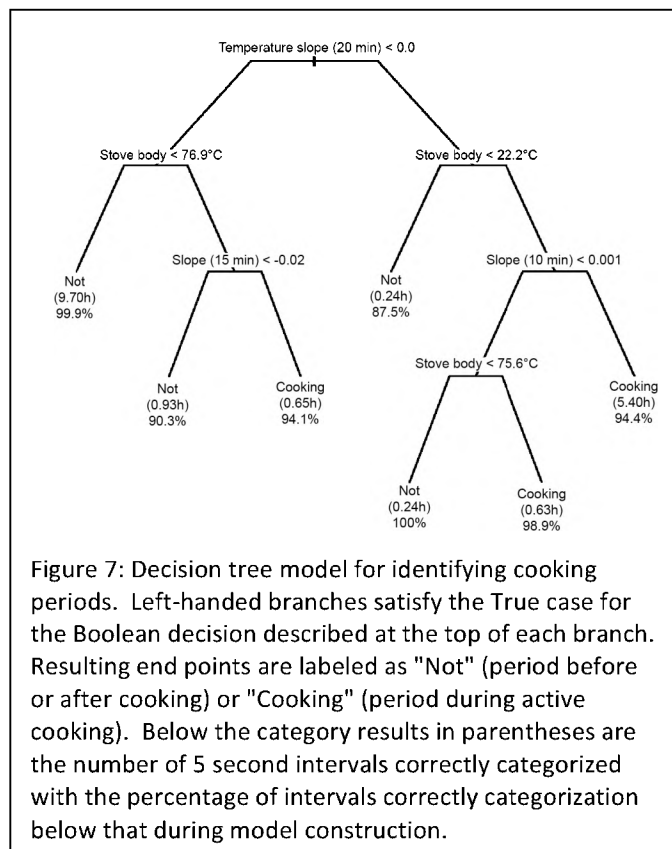 Temperature slope (20 min) < 0.0
Stove body < 76.9°C
Stove body < 22.2°C
Slope (15 min) < -0.02
Slope (10 min) < 0.001
Not
(9.70h)
99.9%
Not
(0.24h)
87.5%
Stove body < 75.6°C
Not
(0.93h)
90.3%
Cooking
(0.65h)
94.1%
Cooking
(5.40h)
94.4%
Not
(0.24h)
100%
Cooking
(0.63h)
98.9%
Figure 7: Decision tree model for identifying cooking
periods.  Left-handed branches satisfy the True case for
the Boolean decision described at the top of each branch.
Resulting end points are labeled as "Not" (period before
or after cooking) or "Cooking" (period during active
cooking).  Below the category results in parentheses are
the number of 5 second intervals correctly categorized
with the percentage of intervals correctly categorization
below that during model construction.